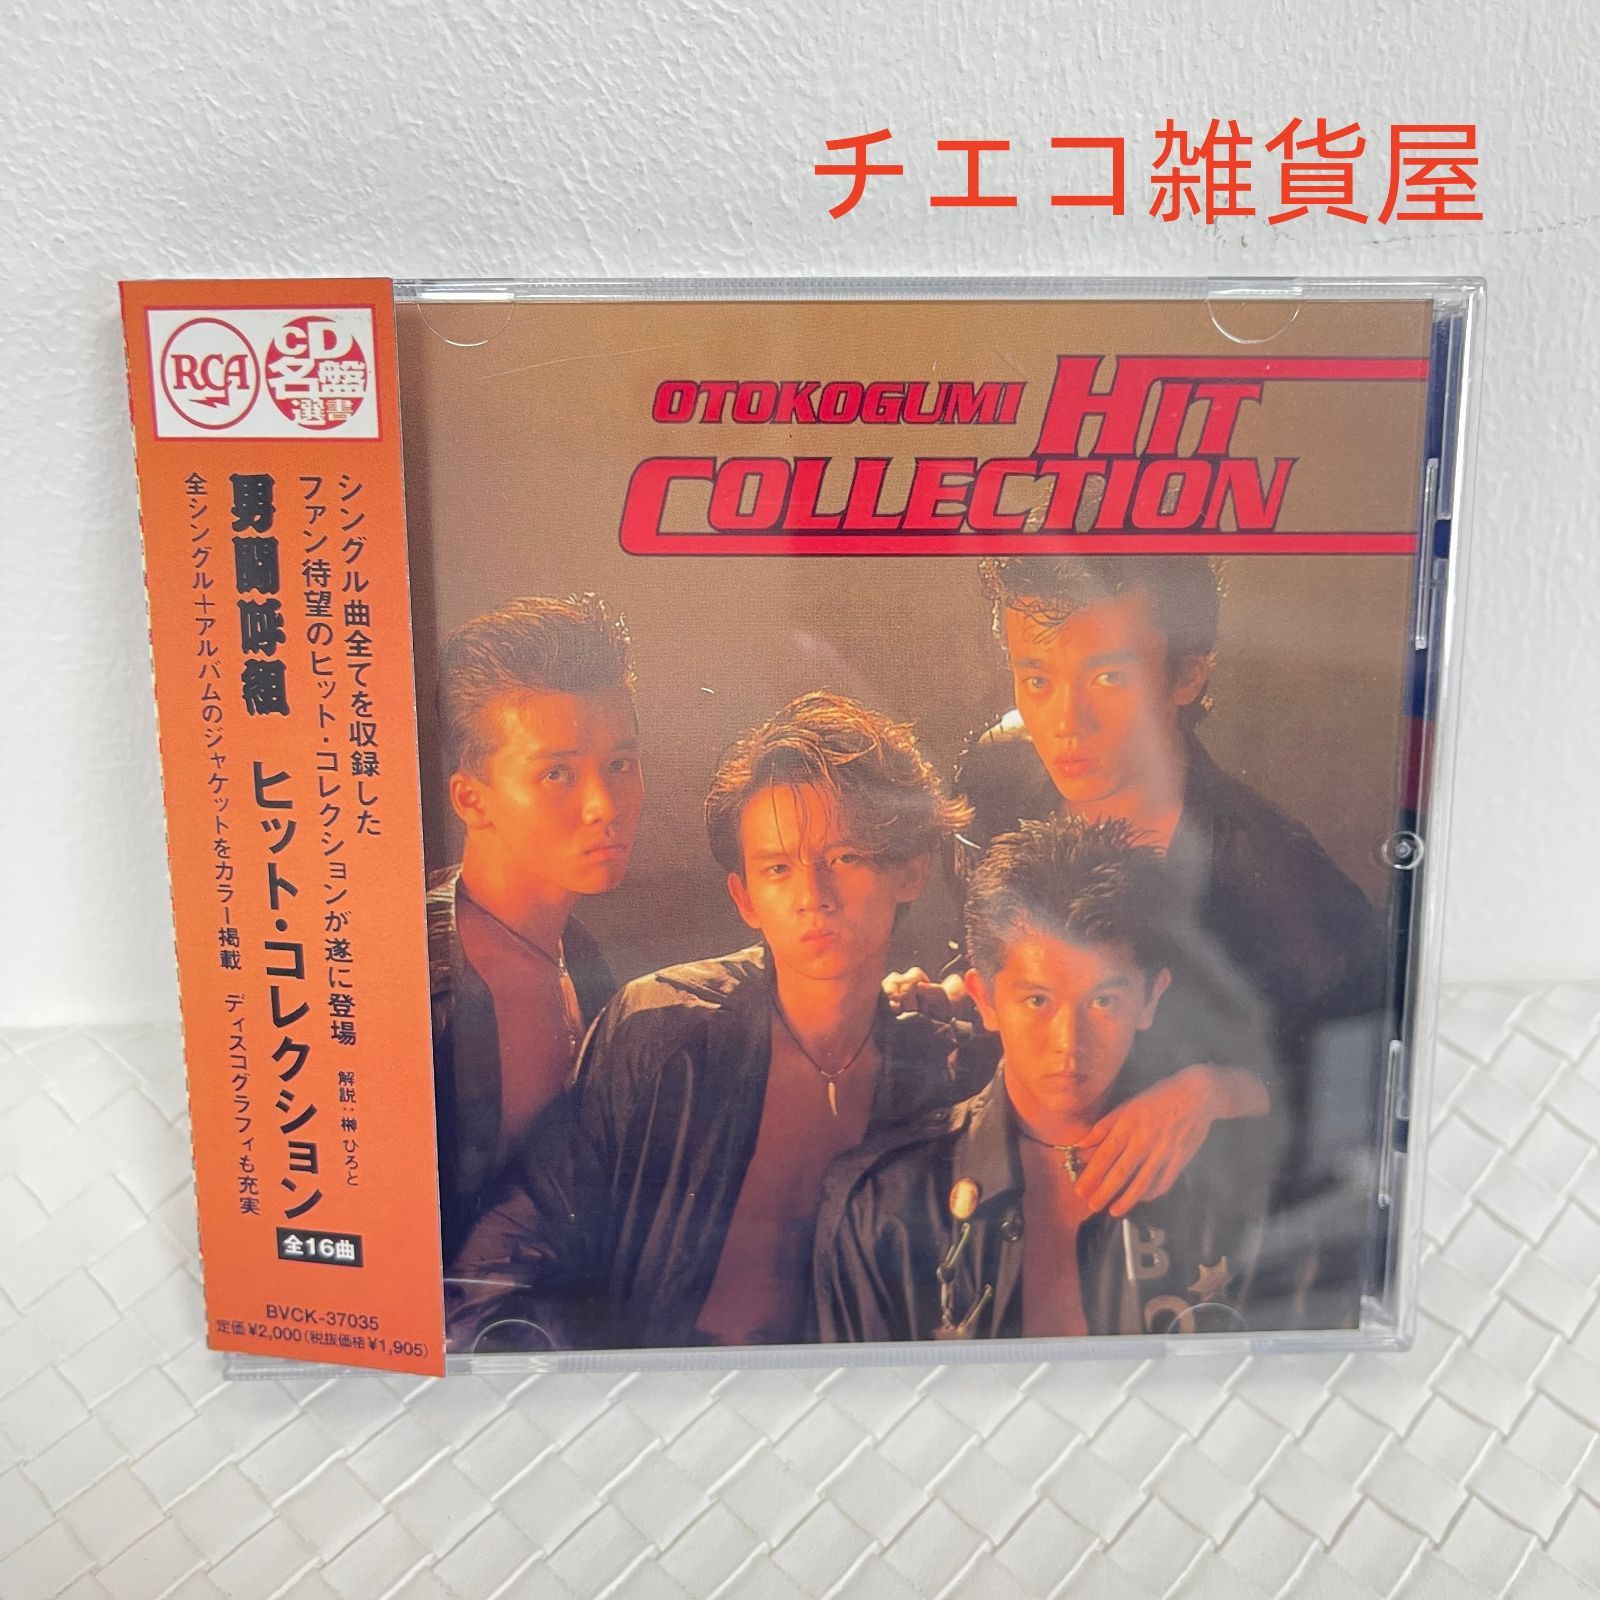 チエコ雑貨屋
RCA
CD
名盤
選書
シングル曲全てを収録した
ファン待望のヒット・コレクションが遂に登場 解説:榊 ひろと
男闘呼組 ヒット・コレクション 全16曲
全シングル+アルバムのジャケットをカラー掲載 ディスコグラフィも充実
BVCK-37035
定価¥2,000(税抜価格¥1,905)
OTOKOGUMI HIT
COLLECTION
B